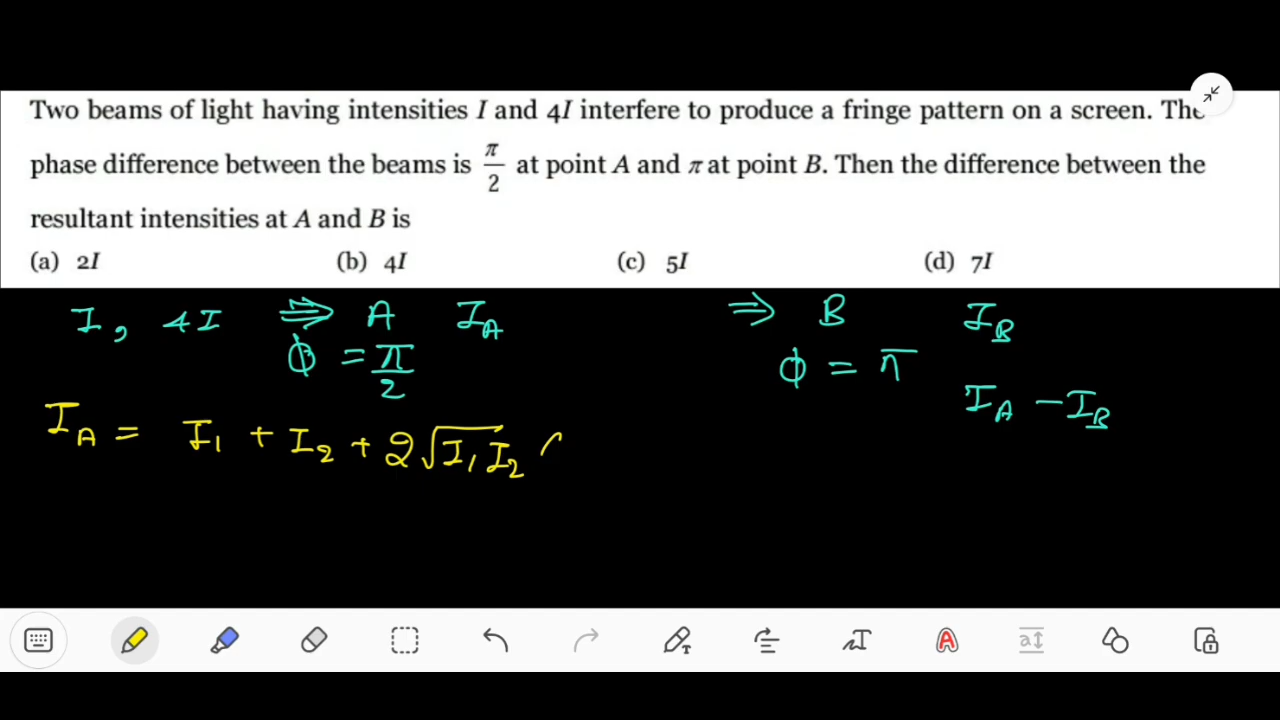 Two beams of light having intensities I and 4I interfere to produce a fringe pattern on a screen. The
phase difference between the beams is π/2 at point A and π at point B. Then the difference between the
resultant intensities at A and B is
(a) 2I (b) 4I (c) 5I (d) 7I
I, 4I ⇒ A I_A ⇒ B I_B
ϕ = π/2 ϕ = π
I_A − I_B
I_A = I₁ + I₂ + 2√I₁I₂ (